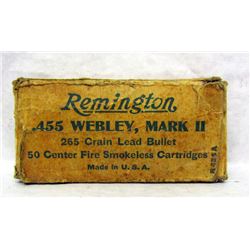 Remington
.455 WEBLEY, MARK II
265 Grain Lead Bullet
50 Center Fire Smokeless Cartridges
Made in U.S.A.